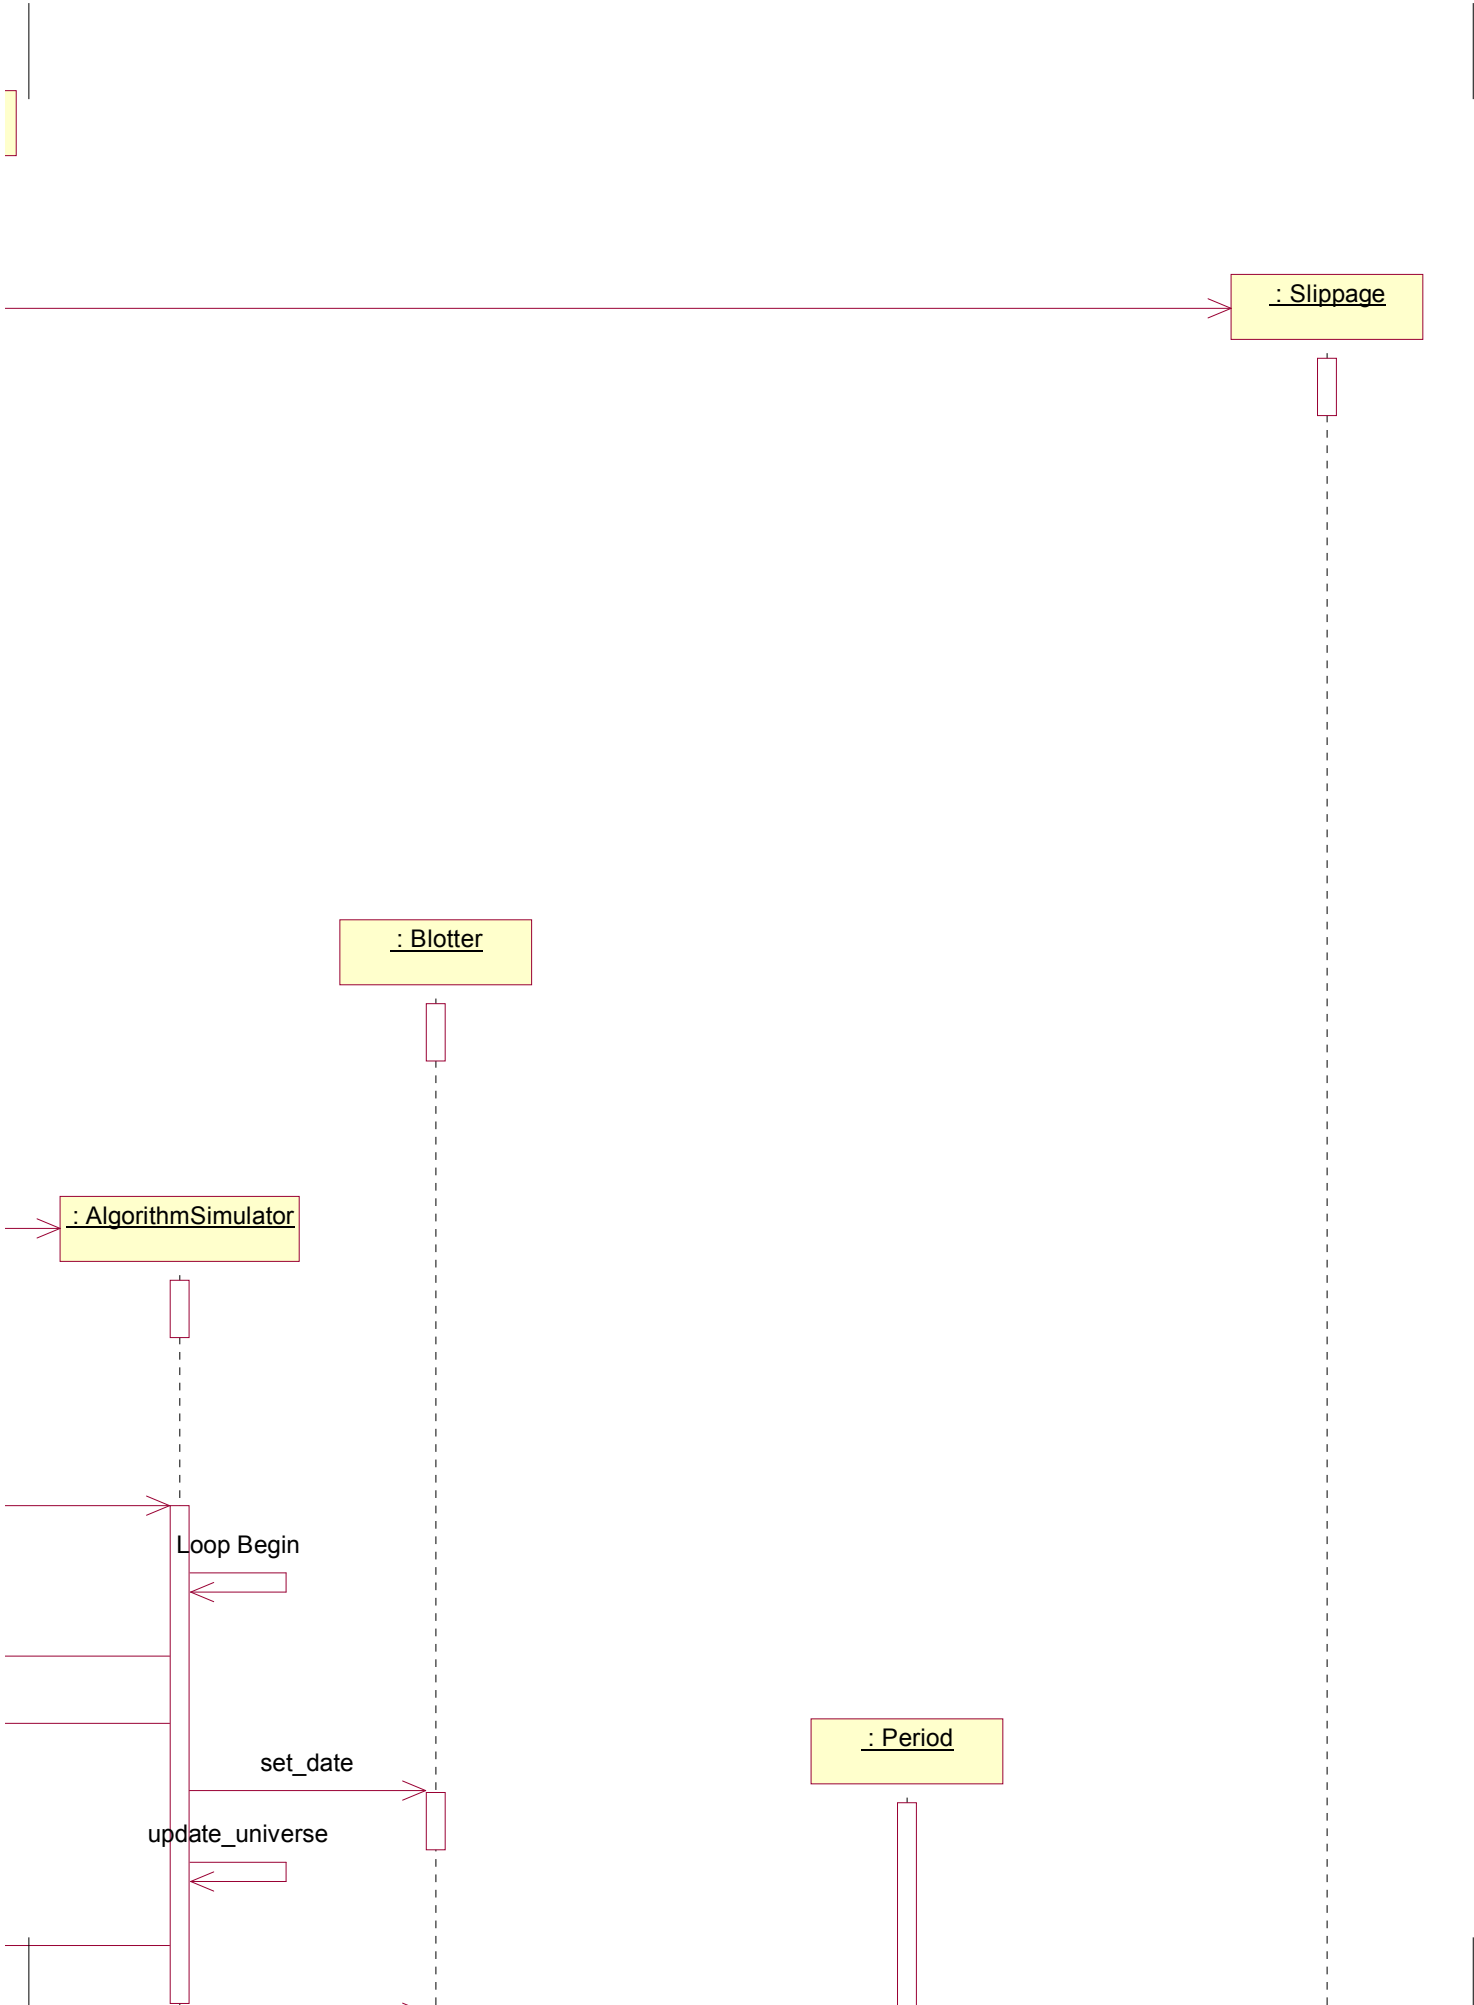 : Slippage
: Blotter
: AlgorithmSimulator
Loop Begin
: Period
set_date
update_universe